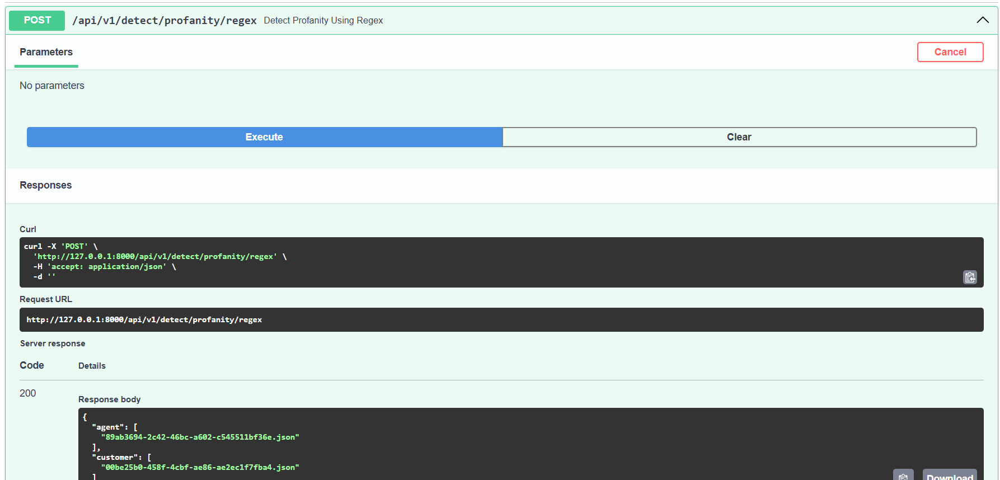 POST /api/v1/detect/profanity/regex Detect Profanity Using Regex
Parameters
Cancel
No parameters
Execute
Clear
Responses
Curl
curl -X 'POST' \
  'http://127.0.0.1:8000/api/v1/detect/profanity/regex' \
  -H 'accept: application/json' \
  -d ''
Request URL
http://127.0.0.1:8000/api/v1/detect/profanity/regex
Server response
Code Details
200
Response body
{
  "agent": [
    "89ab3694-2c42-46bc-a602-c545511bf36e.json"
  ],
  "customer": [
    "00be25b0-458f-4cbf-ae86-ae2ec1f7fba4.json"
  ]
Download